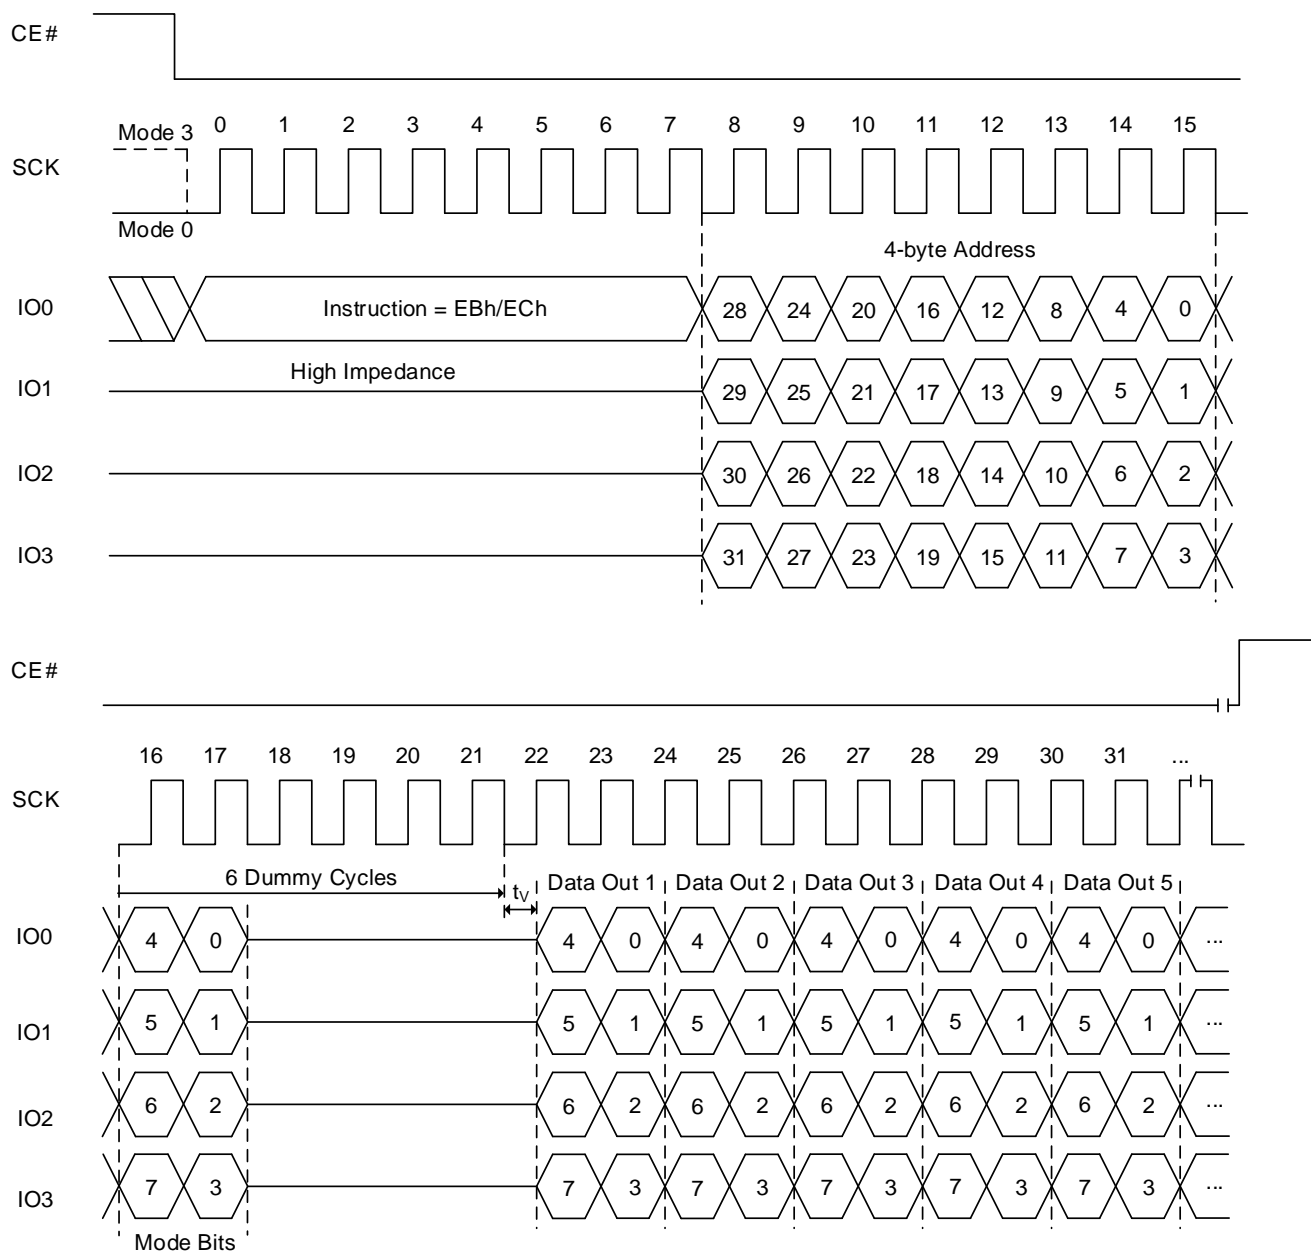 CE#
Mode 3 0 1 2 3 4 5 6 7 8 9 10 11 12 13 14 15
SCK
Mode 0
4-byte Address
IO0 Instruction = EBh/ECh 28 24 20 16 12 8 4 0
High Impedance
IO1 29 25 21 17 13 9 5 1
IO2 30 26 22 18 14 10 6 2
IO3 31 27 23 19 15 11 7 3
CE#
16 17 18 19 20 21 22 23 24 25 26 27 28 29 30 31 ...
SCK
6 Dummy Cycles tV Data Out 1 Data Out 2 Data Out 3 Data Out 4 Data Out 5
IO0 4 0 4 0 4 0 4 0 4 0 4 0 ...
IO1 5 1 5 1 5 1 5 1 5 1 5 1 ...
IO2 6 2 6 2 6 2 6 2 6 2 6 2 ...
IO3 7 3 7 3 7 3 7 3 7 3 7 3 ...
Mode Bits